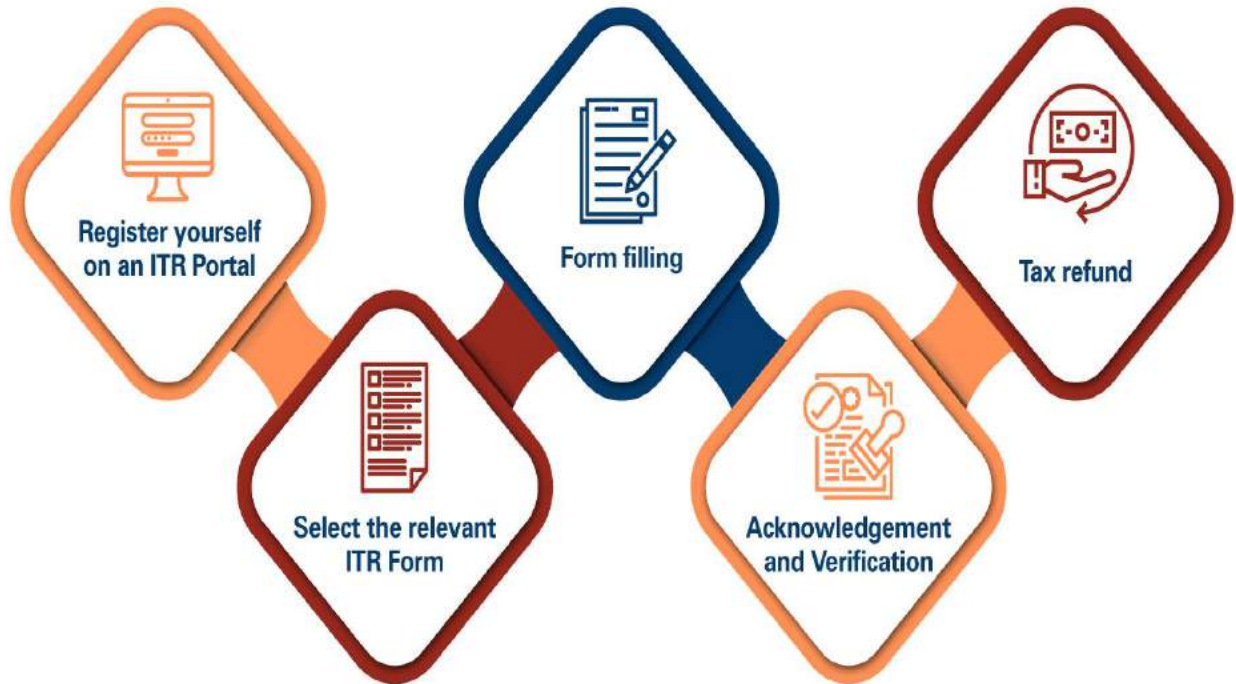 Register yourself
on an ITR Portal
Select the relevant
ITR Form
Form filling
Acknowledgement
and Verification
Tax refund